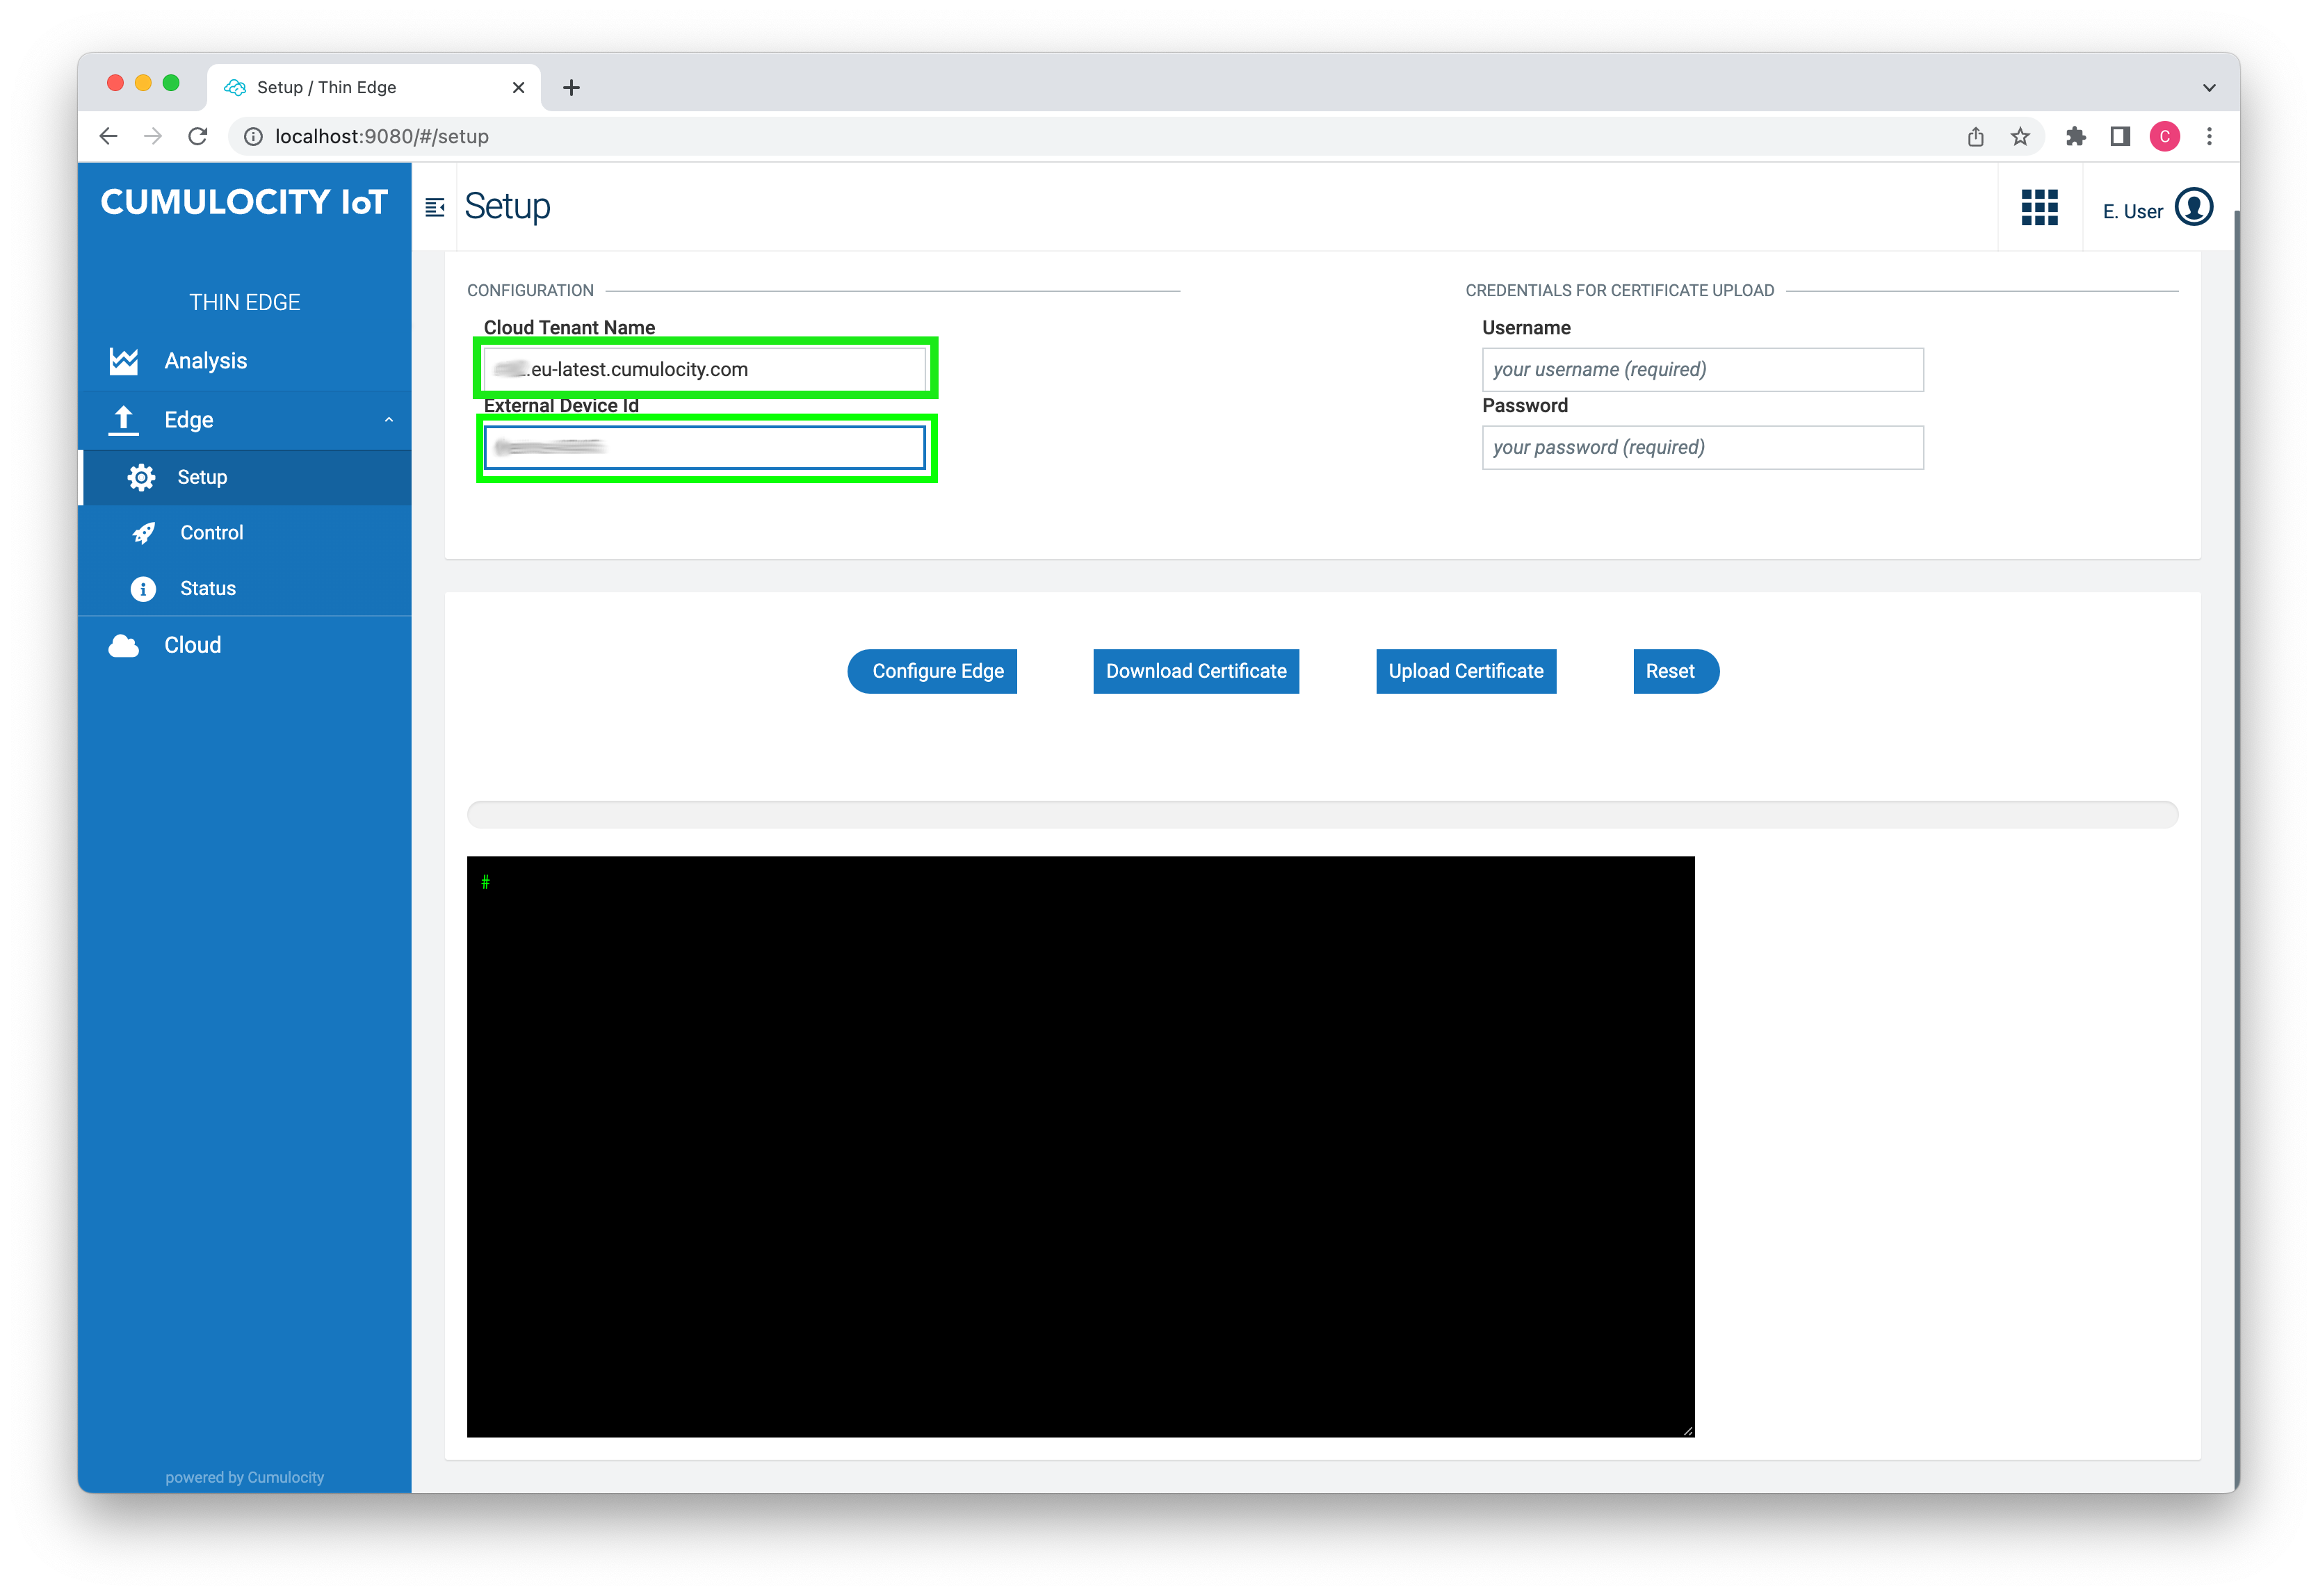 Setup / Thin Edge
localhost:9080/#/setup
C
CUMULOCITY IoT
Setup
E. User
THIN EDGE
Analysis
Edge
Setup
Control
Status
Cloud
powered by Cumulocity
CONFIGURATION
Cloud Tenant Name
.eu-latest.cumulocity.com
External Device Id
CREDENTIALS FOR CERTIFICATE UPLOAD
Username
your username (required)
Password
your password (required)
Configure Edge
Download Certificate
Upload Certificate
Reset
#